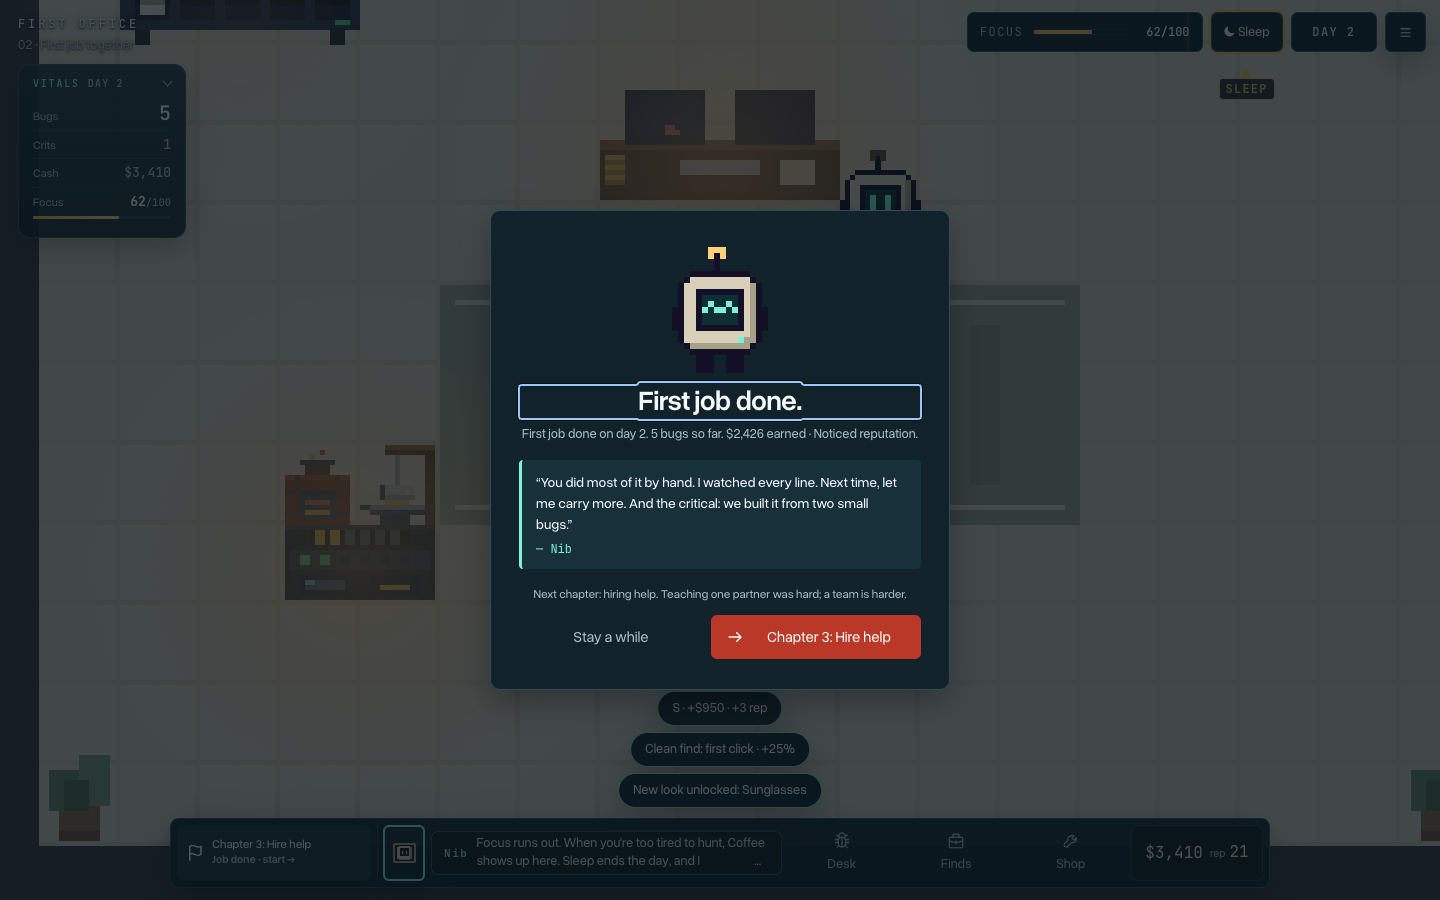 FIRST OFFICE
02 · First job together
FOCUS 62/100
Sleep
DAY 2
SLEEP
VITALS DAY 2
Bugs 5
Crits 1
Cash $3,410
Focus 62/100
First job done.
First job done on day 2. 5 bugs so far. $2,426 earned · Noticed reputation.
“You did most of it by hand. I watched every line. Next time, let
me carry more. And the critical: we built it from two small
bugs.”
— Nib
Next chapter: hiring help. Teaching one partner was hard; a team is harder.
Stay a while
→ Chapter 3: Hire help
S · +$950 · +3 rep
Clean find: first click · +25%
New look unlocked: Sunglasses
Chapter 3: Hire help
Job done · start →
Nib
Focus runs out. When you're too tired to hunt, Coffee
shows up here. Sleep ends the day, and I ...
Desk
Finds
Shop
$3,410 rep 21